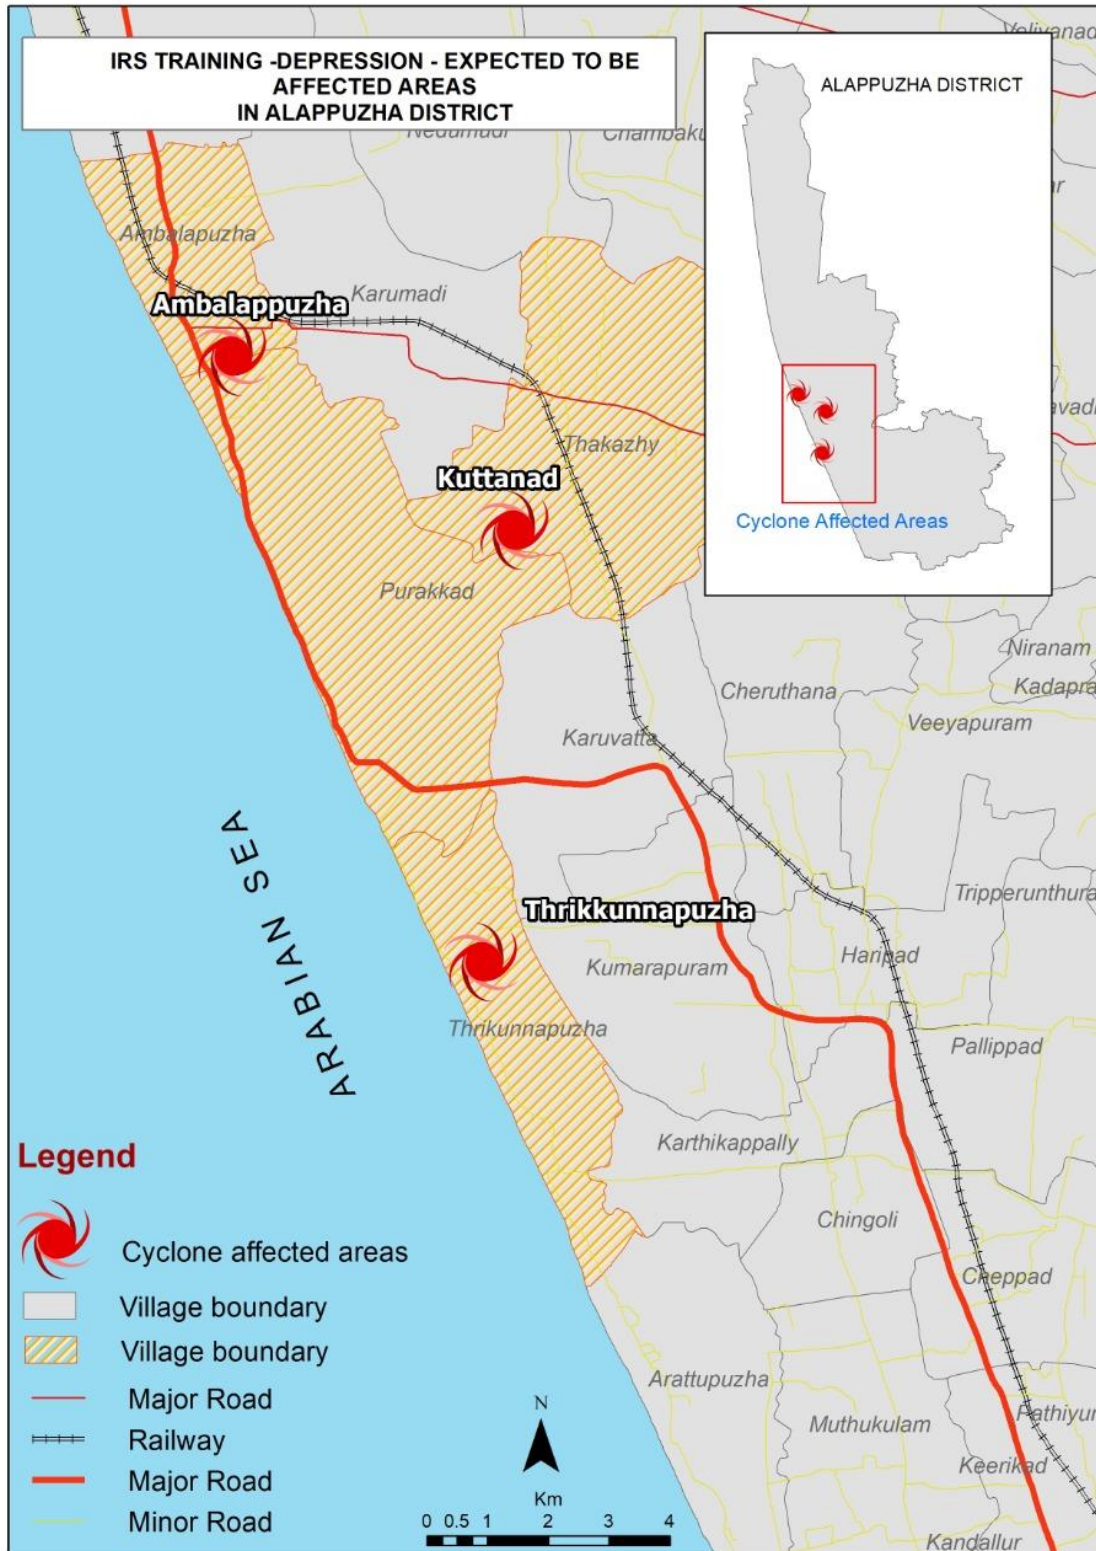 IRS TRAINING -DEPRESSION - EXPECTED TO BE
AFFECTED AREAS
IN ALAPPUZHA DISTRICT
ALAPPUZHA DISTRICT
Cyclone Affected Areas
Nedumudi
Ambalapuzha
Ambalappuzha
Karumadi
Thakazhy
Kuttanad
Purakkad
Niranam
Cheruthana
Veeyapuram
Karuvatta
Tripperunthura
Thrikkunnapuzha
Haripad
Kumarapuram
Thrikunnapuzha
Pallippad
ARABIAN SEA
Karthikappally
Chingoli
Cheppad
Arattupuzha
Muthukulam
Keerikad
Kandallur
Legend
Cyclone affected areas
Village boundary
Village boundary
Major Road
Railway
Major Road
Minor Road
N
Km
0 0.5 1 2 3 4